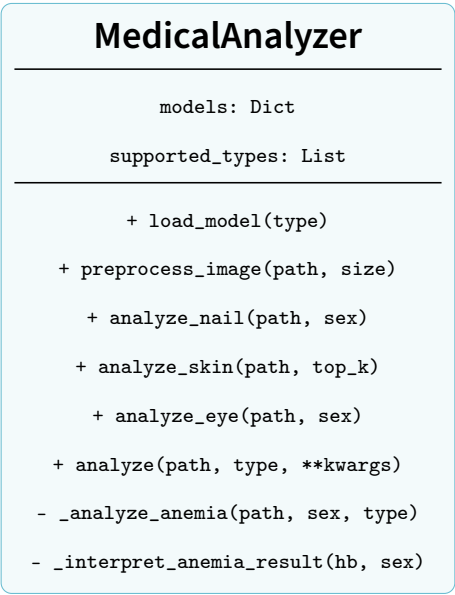 MedicalAnalyzer
models: Dict
supported_types: List
+ load_model(type)
+ preprocess_image(path, size)
+ analyze_nail(path, sex)
+ analyze_skin(path, top_k)
+ analyze_eye(path, sex)
+ analyze(path, type, **kwargs)
- _analyze_anemia(path, sex, type)
- _interpret_anemia_result(hb, sex)